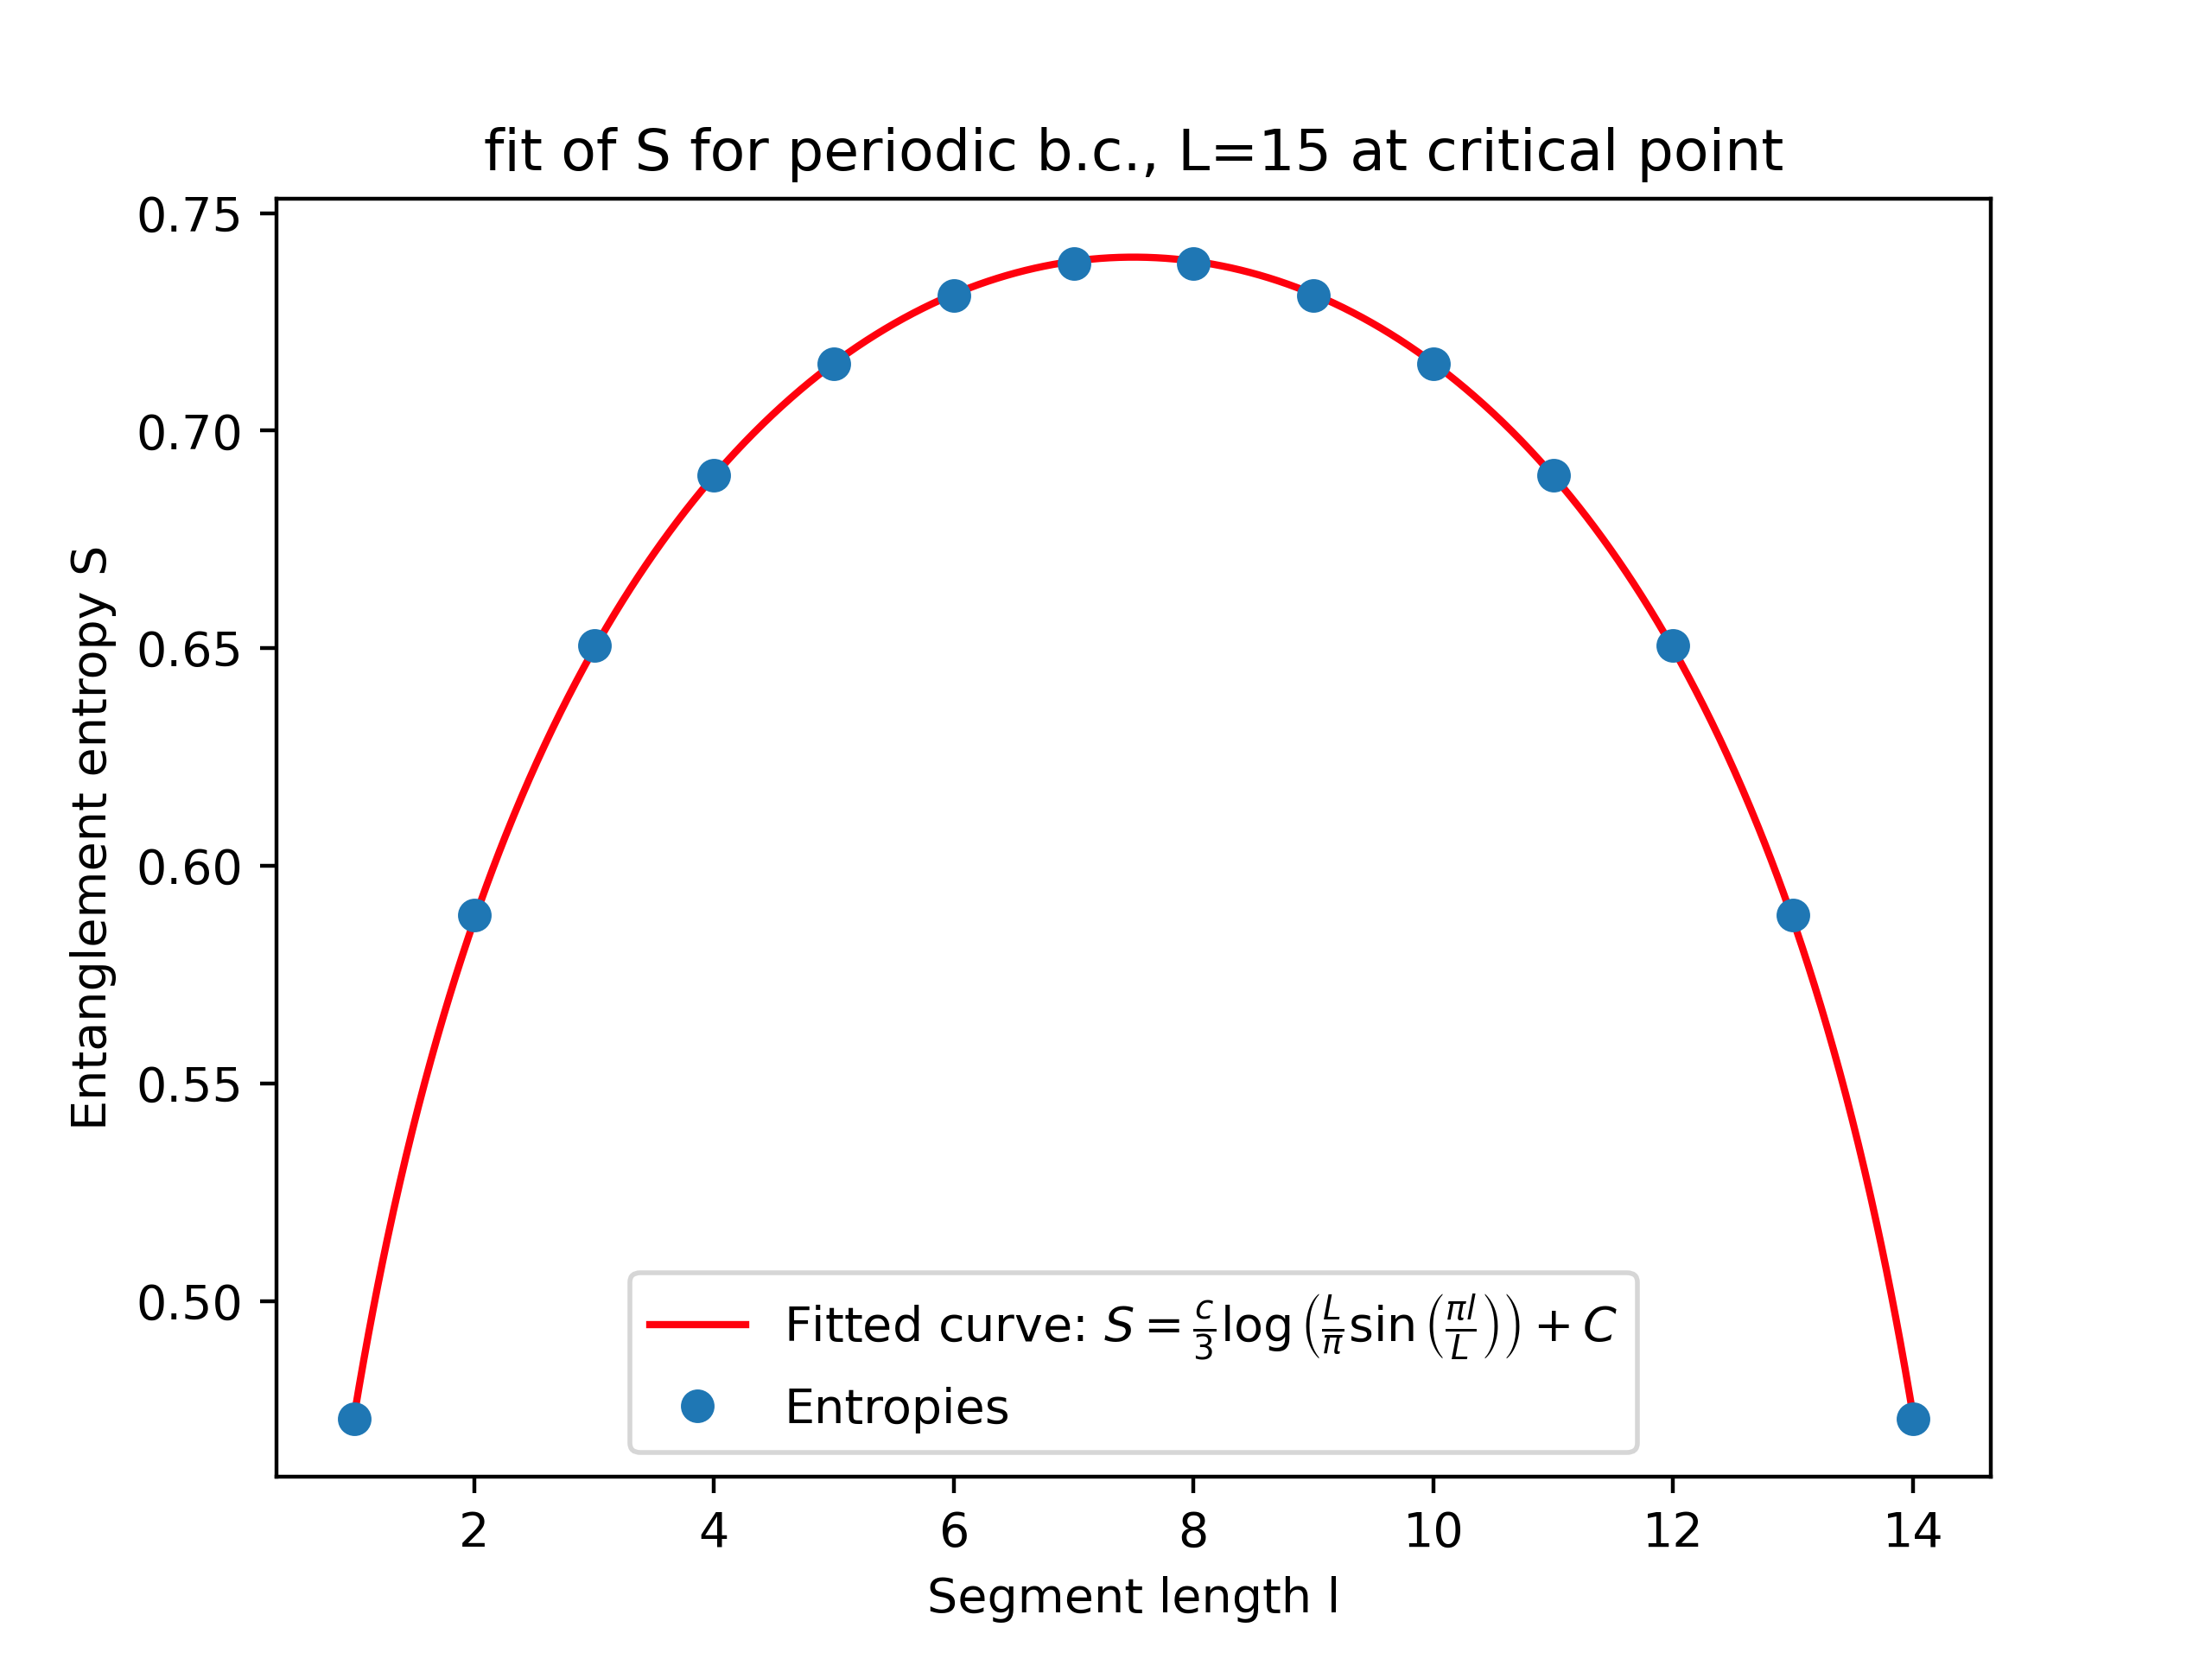 fit of S for periodic b.c., L=15 at critical point
0.75
0.70
0.65
0.60
0.55
0.50
Entanglement entropy S
Fitted curve: $S = \frac{c}{3} \log\left(\frac{L}{\pi} \sin\left(\frac{\pi l}{L}\right)\right) + C$
Entropies
2 4 6 8 10 12 14
Segment length l